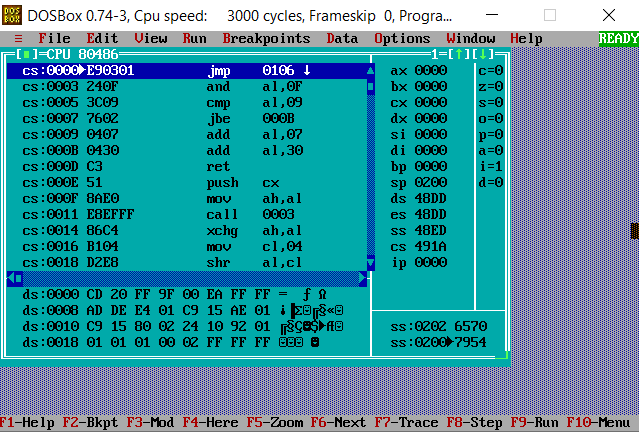 DOSBox 0.74-3, Cpu speed: 3000 cycles, Frameskip 0, Progra...
≡ File Edit View Run Breakpoints Data Options Window Help READY
[■]=CPU 80486 1=[↑][↓]
cs:0000►E90301 jmp 0106 ↓ ax 0000 c=0
cs:0003 240F and al,0F bx 0000 z=0
cs:0005 3C09 cmp al,09 cx 0000 s=0
cs:0007 7602 jbe 000B dx 0000 o=0
cs:0009 0407 add al,07 si 0000 p=0
cs:000B 0430 add al,30 di 0000 a=0
cs:000D C3 ret bp 0000 i=1
cs:000E 51 push cx sp 0200 d=0
cs:000F 8AE0 mov ah,al ds 48DD
cs:0011 E8EFFF call 0003 es 48DD
cs:0014 86C4 xchg ah,al ss 48ED
cs:0016 B104 mov cl,04 cs 491A
cs:0018 D2E8 shr al,cl ip 0000
ds:0000 CD 20 FF 9F 00 EA FF FF = ƒ Ω
ds:0008 AD DE E4 01 C9 15 AE 01
ds:0010 C9 15 80 02 24 10 92 01 ss:0202 6570
ds:0018 01 01 01 00 02 FF FF FF ss:0200►7954
F1-Help F2-Bkpt F3-Mod F4-Here F5-Zoom F6-Next F7-Trace F8-Step F9-Run F10-Menu